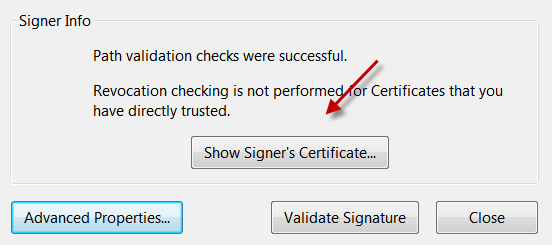 Signer Info
Path validation checks were successful.
Revocation checking is not performed for Certificates that you
have directly trusted.
Show Signer's Certificate...
Advanced Properties...
Validate Signature
Close